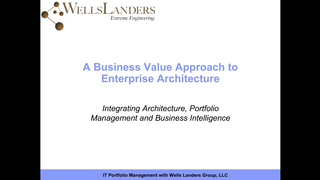 WELLSLANDERS
Extreme Engineering
A Business Value Approach to
Enterprise Architecture
Integrating Architecture, Portfolio
Management and Business Intelligence
IT Portfolio Management with Wells Landers Group, LLC